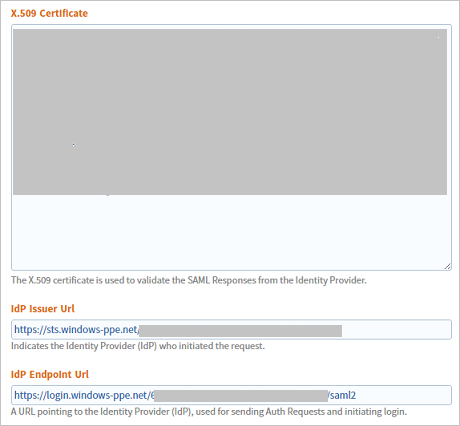 X.509 Certificate
The X.509 certificate is used to validate the SAML Responses from the Identity Provider.
IdP Issuer Url
https://sts.windows-ppe.net/
Indicates the Identity Provider (IdP) who initiated the request.
IdP Endpoint Url
https://login.windows-ppe.net/6 /saml2
A URL pointing to the Identity Provider (IdP), used for sending Auth Requests and initiating login.